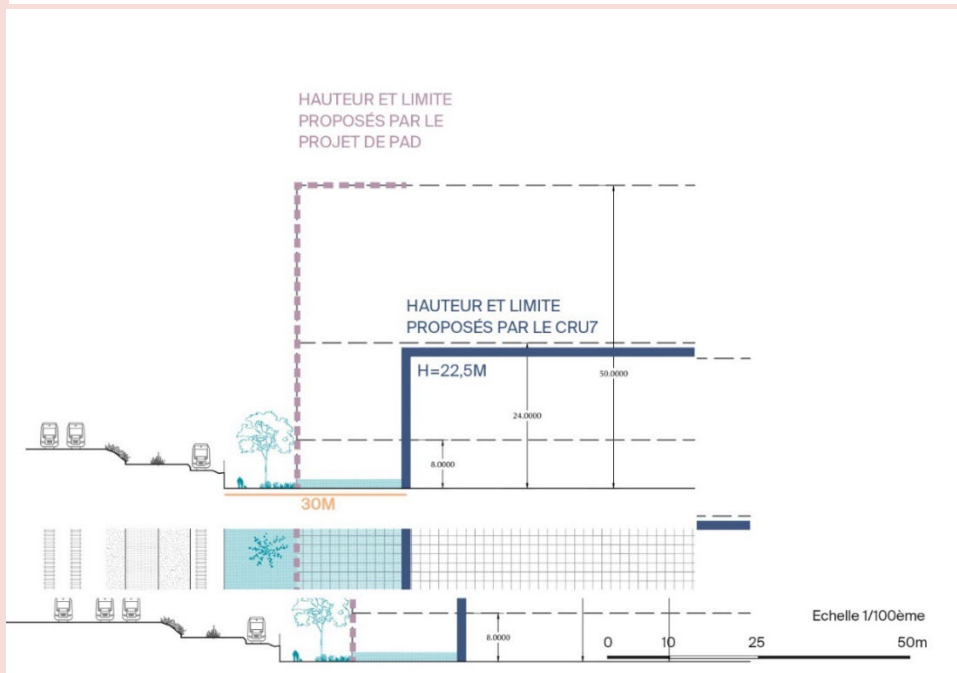 HAUTEUR ET LIMITE
PROPOSÉS PAR LE
PROJET DE PAD
HAUTEUR ET LIMITE
PROPOSÉS PAR LE CRU7
H=22,5M
50.0000
24.0000
8.0000
30M
8.0000
Echelle 1/100ème
0 10 25 50m